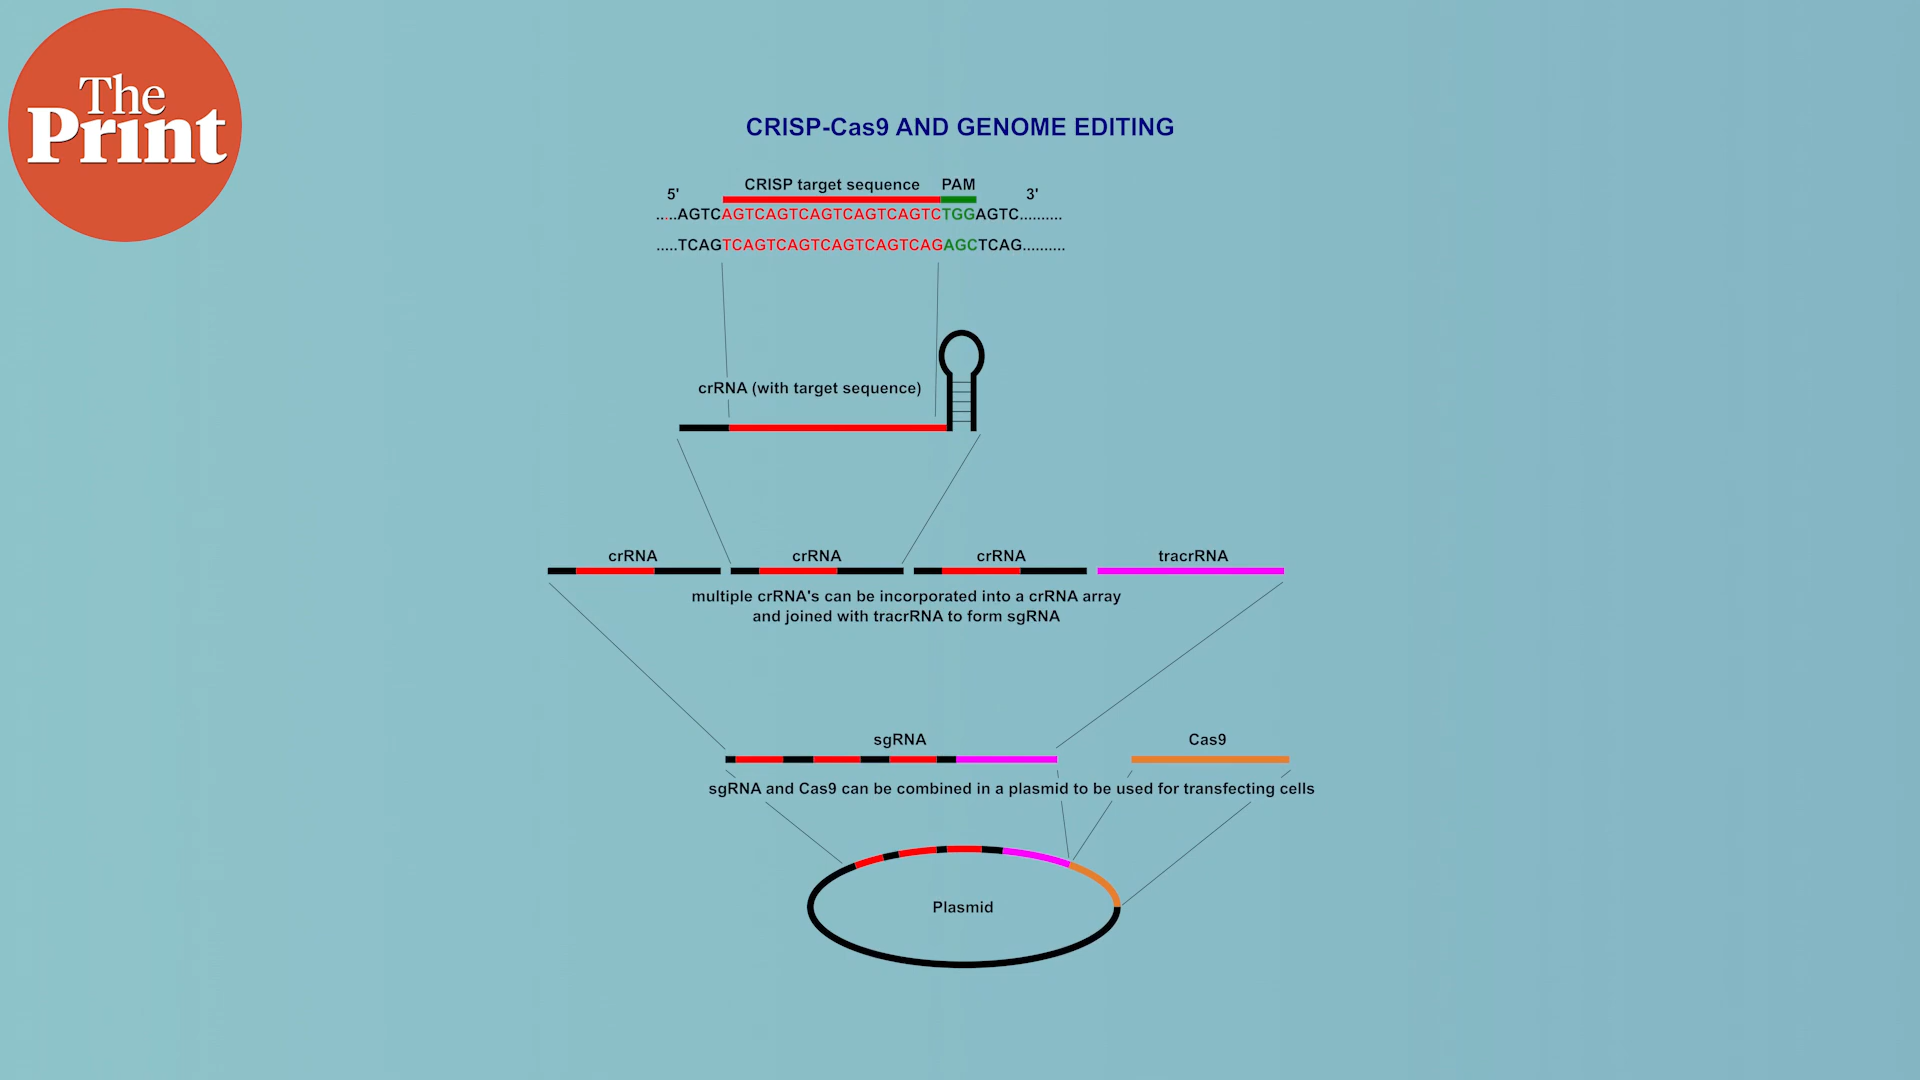 The
Print
CRISP-Cas9 AND GENOME EDITING
5' CRISP target sequence PAM 3'
.....AGTCAGTCAGTCAGTCAGTCAGTCTGGAGTC..........
.....TCAGTCAGTCAGTCAGTCAGTCAGAGCTCAG..........
crRNA (with target sequence)
crRNA crRNA crRNA tracrRNA
multiple crRNA's can be incorporated into a crRNA array
and joined with tracrRNA to form sgRNA
sgRNA Cas9
sgRNA and Cas9 can be combined in a plasmid to be used for transfecting cells
Plasmid